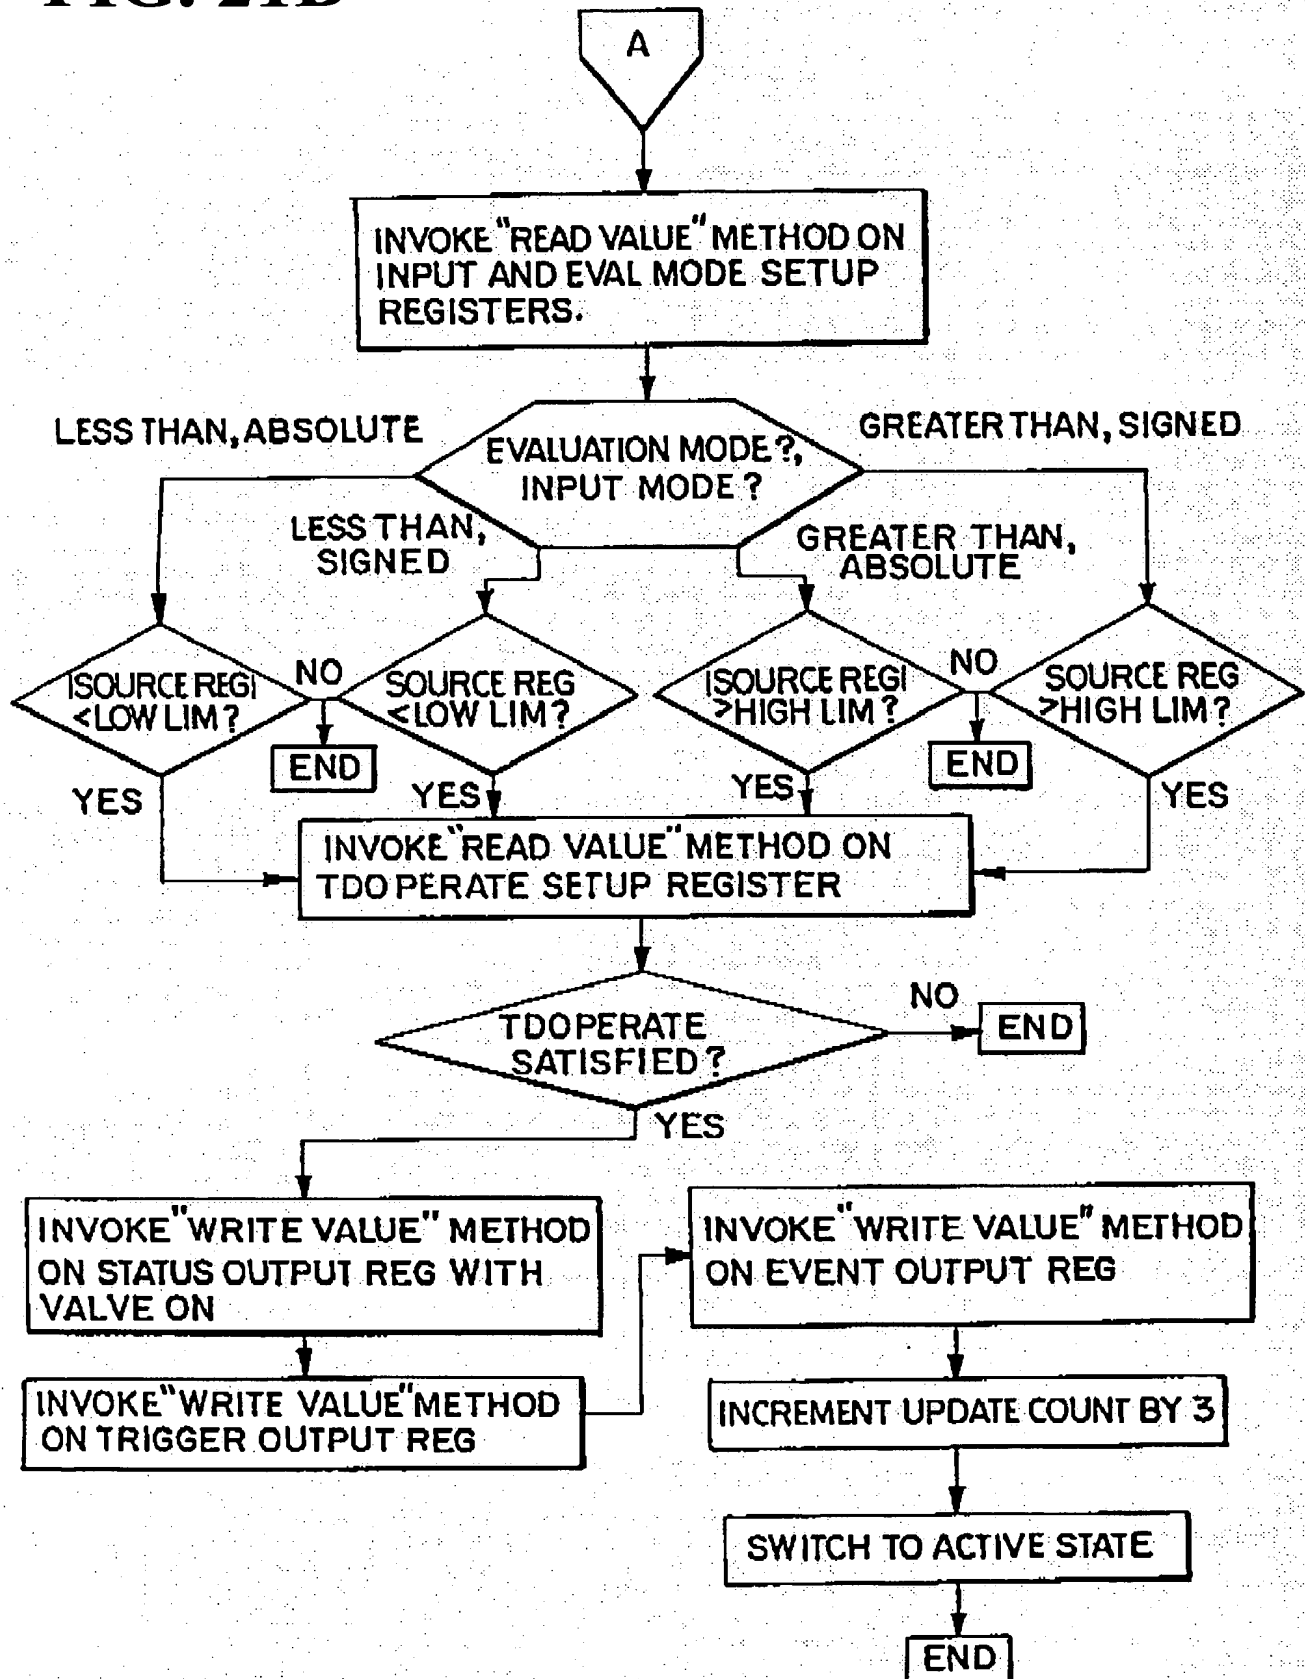 FIG. 21B
A
INVOKE "READ VALUE" METHOD ON
INPUT AND EVAL MODE SETUP
REGISTERS.
LESS THAN, ABSOLUTE
GREATER THAN, SIGNED
EVALUATION MODE?,
INPUT MODE?
LESS THAN,
SIGNED
GREATER THAN,
ABSOLUTE
|SOURCE REG|
<LOW LIM?
NO
SOURCE REG
<LOW LIM?
|SOURCE REG|
>HIGH LIM?
NO
SOURCE REG
>HIGH LIM?
END
END
YES
YES
YES
YES
INVOKE "READ VALUE" METHOD ON
TDOPERATE SETUP REGISTER
TDOPERATE
SATISFIED?
NO
END
YES
INVOKE "WRITE VALUE" METHOD
ON STATUS OUTPUT REG WITH
VALVE ON
INVOKE "WRITE VALUE" METHOD
ON EVENT OUTPUT REG
INVOKE "WRITE VALUE" METHOD
ON TRIGGER OUTPUT REG
INCREMENT UPDATE COUNT BY 3
SWITCH TO ACTIVE STATE
END